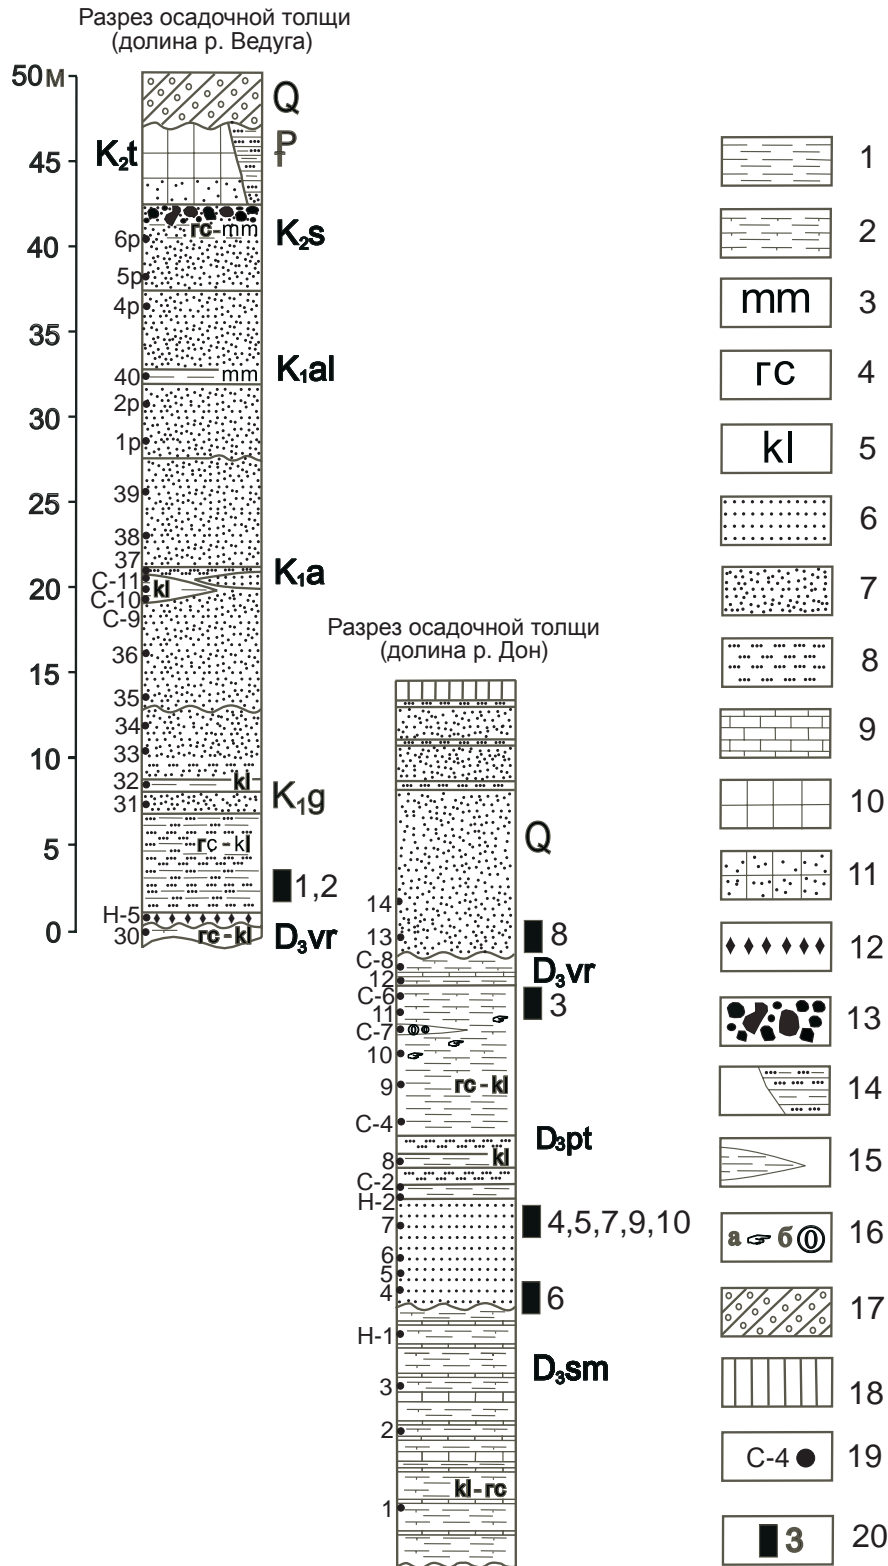 Разрез осадочной толщи
(долина р. Ведуга)
50м
45
40
35
30
25
20
15
10
5
0
Q
K₂t
₽
гс-mm
K₂s
6р
5р
4р
40
mm
K₁al
2р
1р
39
38
37
С-11
kl
С-10
С-9
K₁a
36
35
34
33
32
kl
31
K₁g
гс-kl
1,2
Н-5
30
гс-kl
D₃vr
Разрез осадочной толщи
(долина р. Дон)
Q
14
13
8
С-8
12
D₃vr
С-6
11
3
С-7
10
9
гс-kl
С-4
D₃pt
8
kl
С-2
Н-2
7
4,5,7,9,10
6
5
4
6
Н-1
D₃sm
3
2
kl-гс
1
1
2
mm 3
гс 4
kl 5
6
7
8
9
10
11
12
13
14
15
а б 16
17
18
С-4 19
3 20